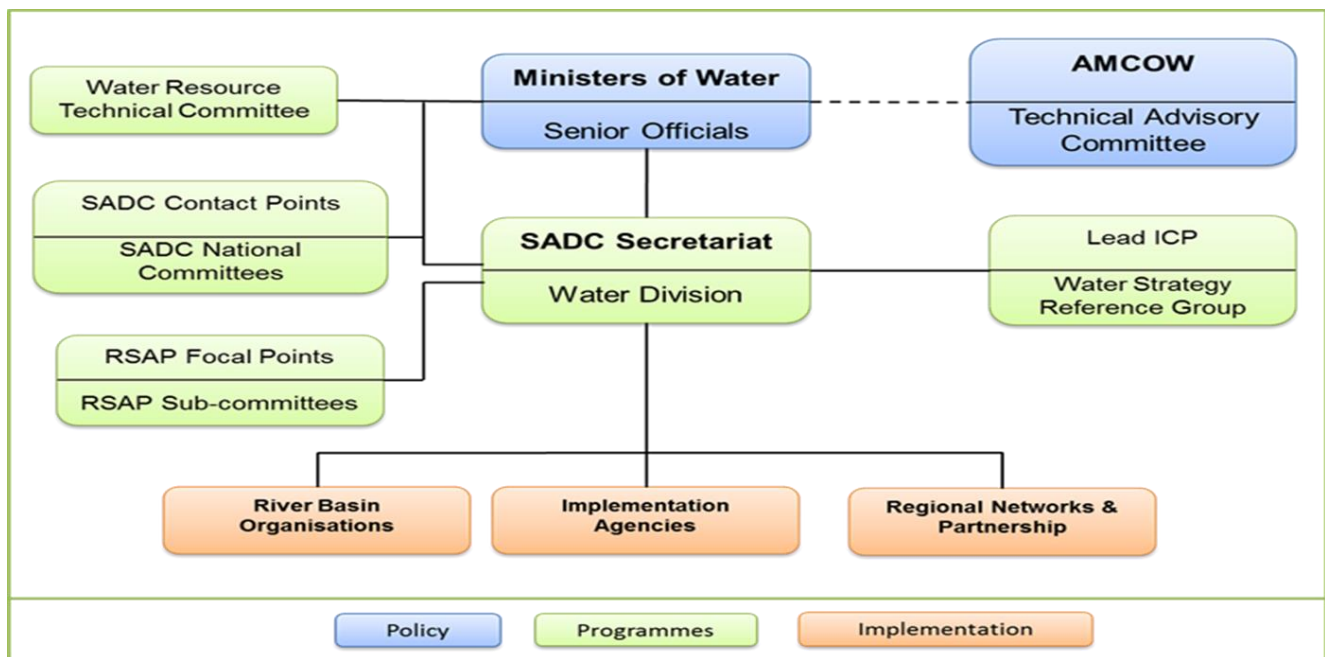 Water Resource
Technical Committee
Ministers of Water
Senior Officials
AMCOW
Technical Advisory
Committee
SADC Contact Points
SADC National
Committees
SADC Secretariat
Water Division
Lead ICP
Water Strategy
Reference Group
RSAP Focal Points
RSAP Sub-committees
River Basin
Organisations
Implementation
Agencies
Regional Networks &
Partnership
Policy
Programmes
Implementation